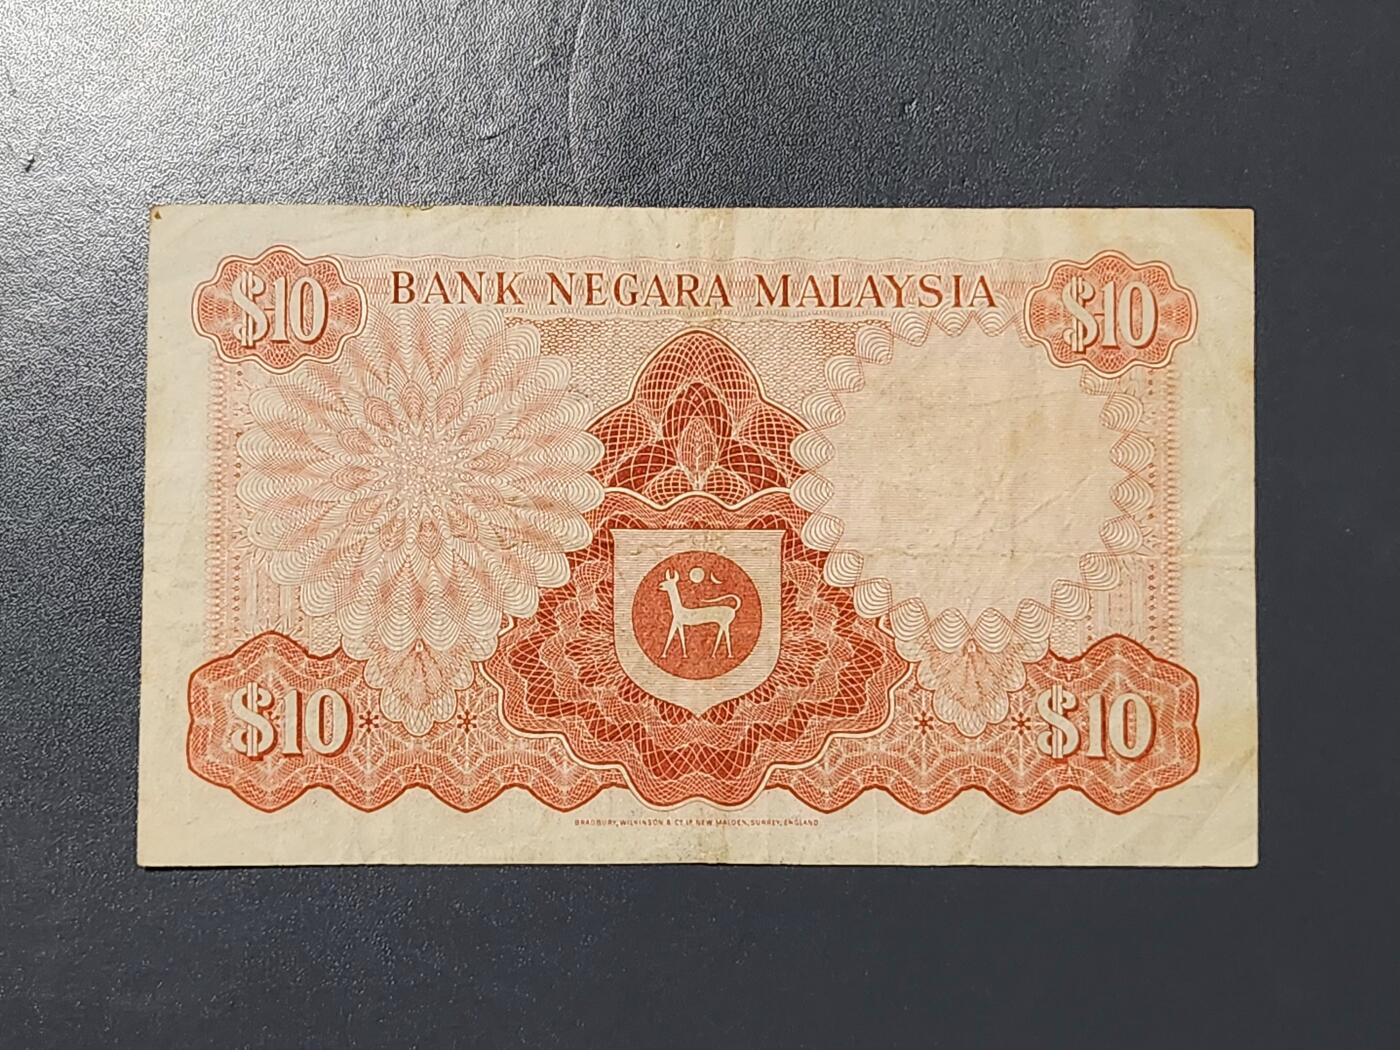 $10 BANK NEGARA MALAYSIA $10
$10 $10
BRADBURY, WILKINSON & Cº Lᴰ NEW MALDEN, SURREY, ENGLAND